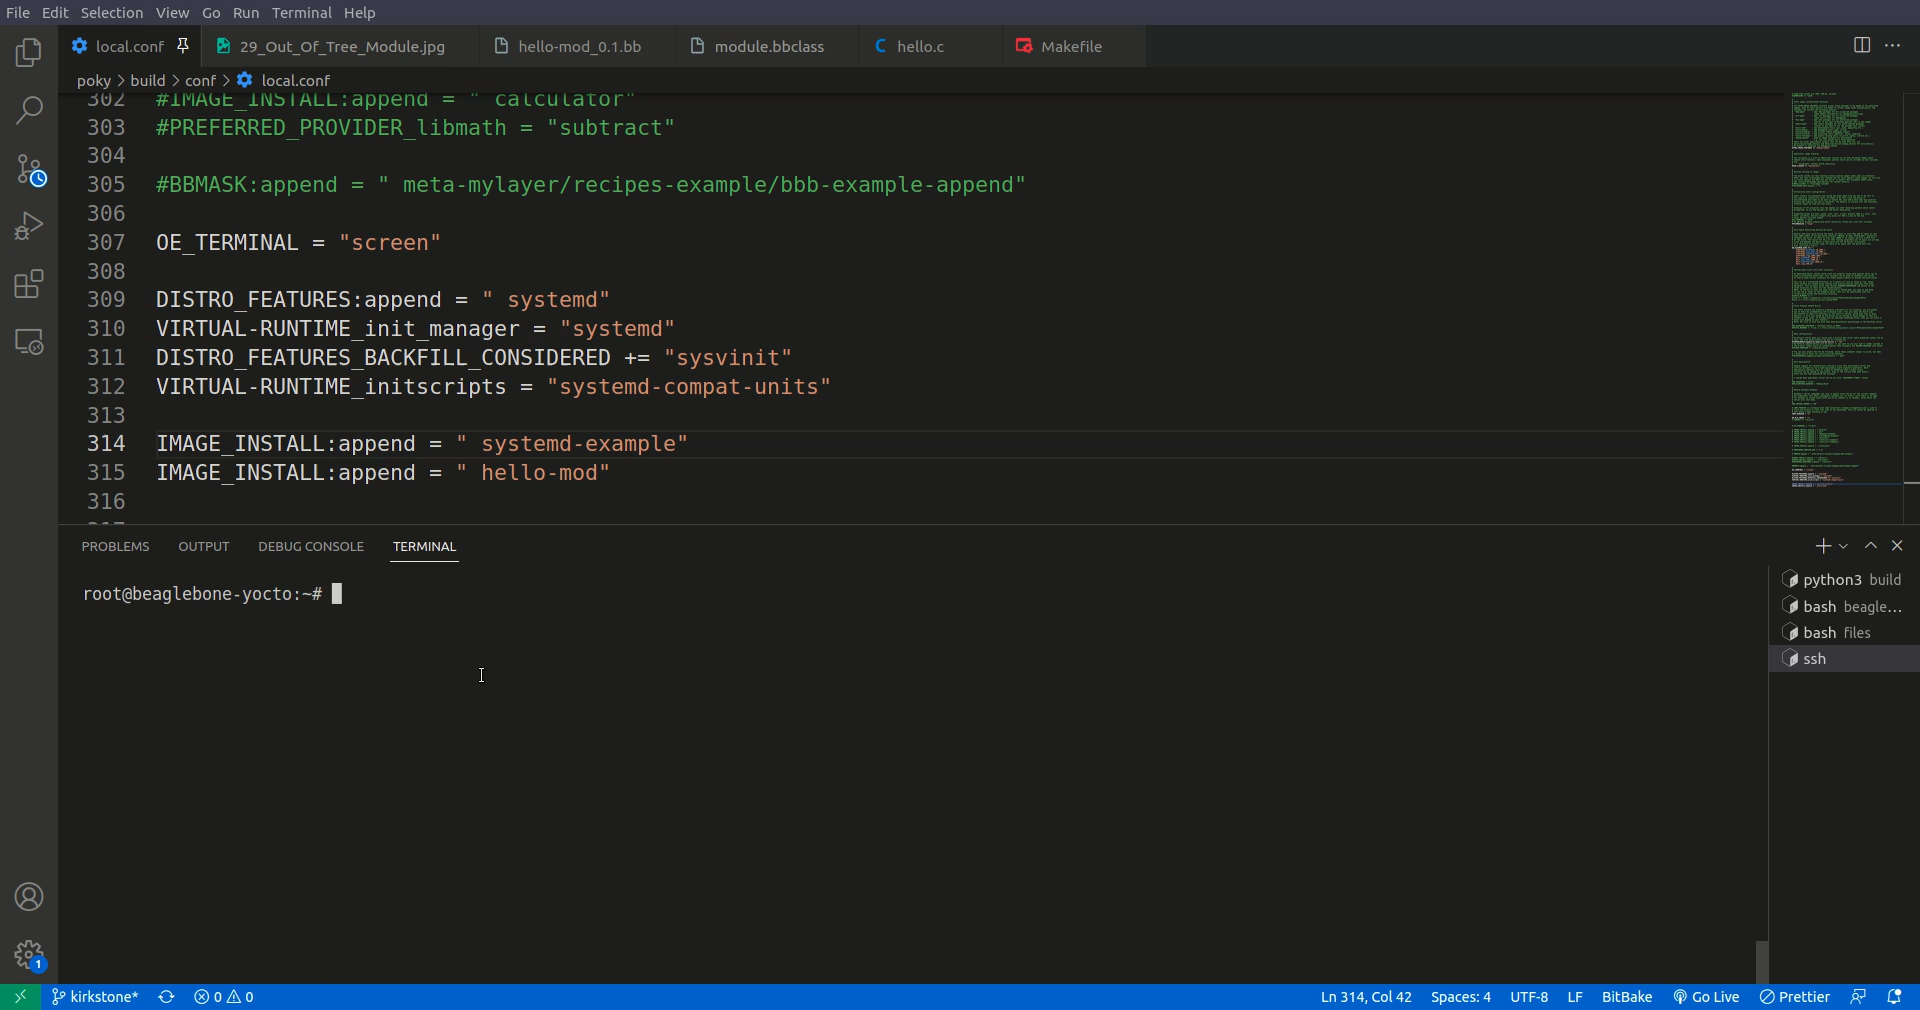 File Edit Selection View Go Run Terminal Help
local.conf 29_Out_Of_Tree_Module.jpg hello-mod_0.1.bb module.bbclass hello.c Makefile
poky > build > conf > local.conf
302 #IMAGE_INSTALL:append = " calculator"
303 #PREFERRED_PROVIDER_libmath = "subtract"
304
305 #BBMASK:append = " meta-mylayer/recipes-example/bbb-example-append"
306
307 OE_TERMINAL = "screen"
308
309 DISTRO_FEATURES:append = " systemd"
310 VIRTUAL-RUNTIME_init_manager = "systemd"
311 DISTRO_FEATURES_BACKFILL_CONSIDERED += "sysvinit"
312 VIRTUAL-RUNTIME_initscripts = "systemd-compat-units"
313
314 IMAGE_INSTALL:append = " systemd-example"
315 IMAGE_INSTALL:append = " hello-mod"
316
PROBLEMS OUTPUT DEBUG CONSOLE TERMINAL
root@beaglebone-yocto:~#
python3 build
bash beagle...
bash files
ssh
1
kirkstone* 0 0 Ln 314, Col 42 Spaces: 4 UTF-8 LF BitBake Go Live Prettier